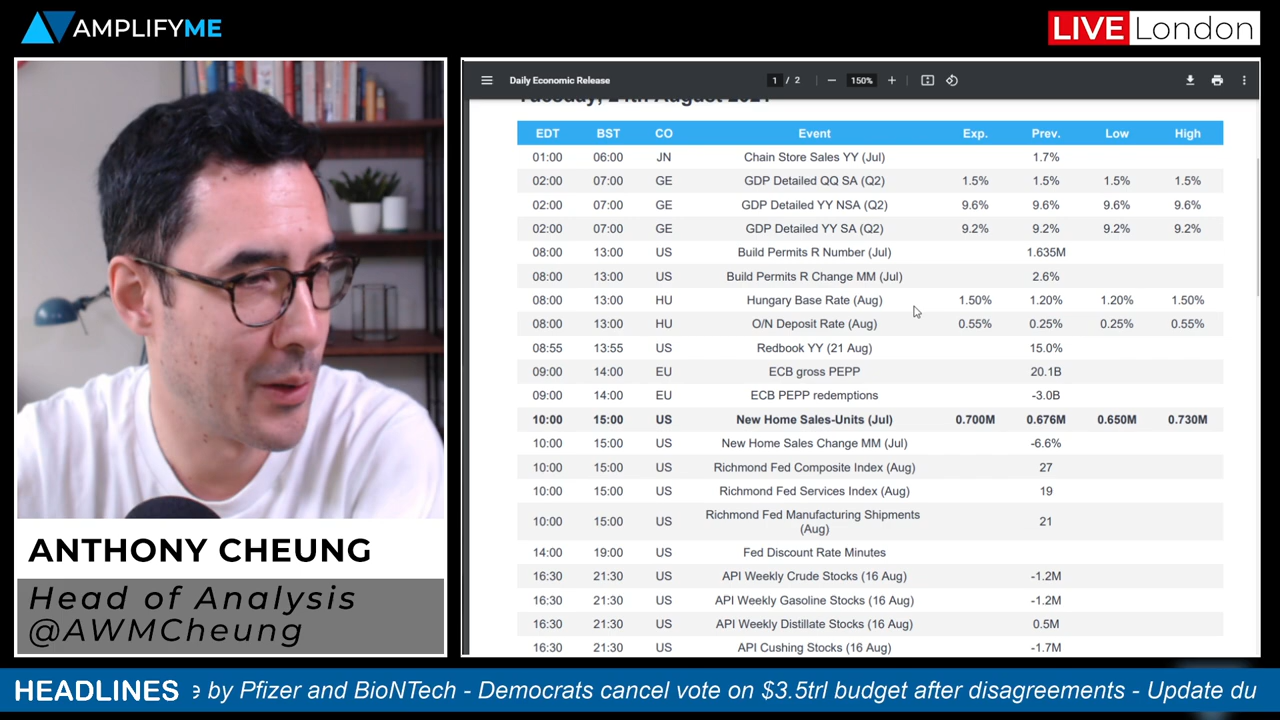 AMPLIFYME
LIVE London
Daily Economic Release
1 / 2
150%
Tuesday, 24th August 2021
EDT BST CO Event Exp. Prev. Low High
01:00 06:00 JN Chain Store Sales YY (Jul) 1.7%
02:00 07:00 GE GDP Detailed QQ SA (Q2) 1.5% 1.5% 1.5% 1.5%
02:00 07:00 GE GDP Detailed YY NSA (Q2) 9.6% 9.6% 9.6% 9.6%
02:00 07:00 GE GDP Detailed YY SA (Q2) 9.2% 9.2% 9.2% 9.2%
08:00 13:00 US Build Permits R Number (Jul) 1.635M
08:00 13:00 US Build Permits R Change MM (Jul) 2.6%
08:00 13:00 HU Hungary Base Rate (Aug) 1.50% 1.20% 1.20% 1.50%
08:00 13:00 HU O/N Deposit Rate (Aug) 0.55% 0.25% 0.25% 0.55%
08:55 13:55 US Redbook YY (21 Aug) 15.0%
09:00 14:00 EU ECB gross PEPP 20.1B
09:00 14:00 EU ECB PEPP redemptions -3.0B
10:00 15:00 US New Home Sales-Units (Jul) 0.700M 0.676M 0.650M 0.730M
10:00 15:00 US New Home Sales Change MM (Jul) -6.6%
10:00 15:00 US Richmond Fed Composite Index (Aug) 27
10:00 15:00 US Richmond Fed Services Index (Aug) 19
10:00 15:00 US Richmond Fed Manufacturing Shipments (Aug) 21
14:00 19:00 US Fed Discount Rate Minutes
16:30 21:30 US API Weekly Crude Stocks (16 Aug) -1.2M
16:30 21:30 US API Weekly Gasoline Stocks (16 Aug) -1.2M
16:30 21:30 US API Weekly Distillate Stocks (16 Aug) 0.5M
16:30 21:30 US API Cushing Stocks (16 Aug) -1.7M
ANTHONY CHEUNG
Head of Analysis
@AWMCheung
HEADLINES e by Pfizer and BioNTech - Democrats cancel vote on $3.5trl budget after disagreements - Update du